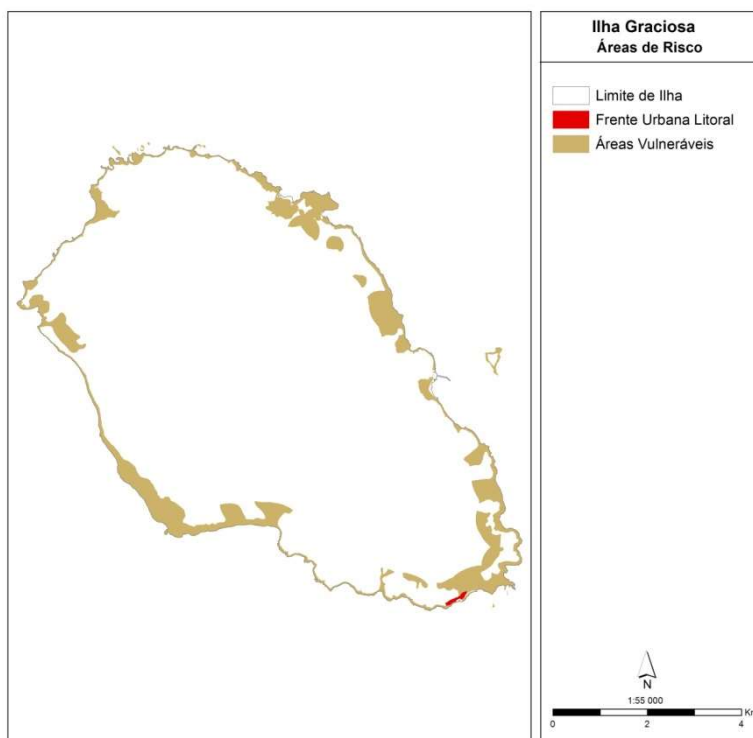 Ilha Graciosa
Áreas de Risco
Limite de Ilha
Frente Urbana Litoral
Áreas Vulneráveis
N
1:55 000
Km
0 2 4